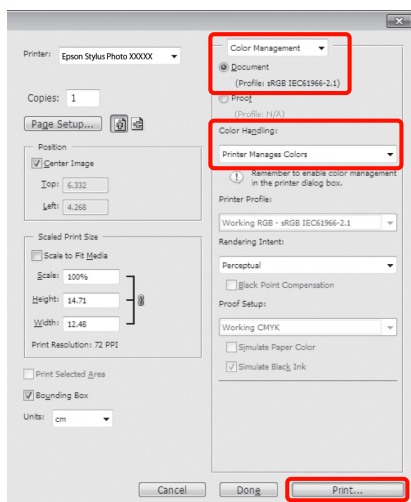 Printer: Epson Stylus Photo XXXXX
Copies: 1
Page Setup...
Position
Center Image
Top: 6.332
Left: 4.268
Scaled Print Size
Scale to Fit Media
Scale: 100%
Height: 14.71
Width: 12.48
Print Resolution: 72 PPI
Print Selected Area
Bounding Box
Units: cm
Color Management
Document
(Profile: sRGB IEC61966-2.1)
Proof
(Profile: N/A)
Color Handling:
Printer Manages Colors
Remember to enable color management
in the printer dialog box.
Printer Profile:
Working RGB - sRGB IEC61966-2.1
Rendering Intent:
Perceptual
Black Point Compensation
Proof Setup:
Working CMYK
Simulate Paper Color
Simulate Black Ink
Cancel
Done
Print...